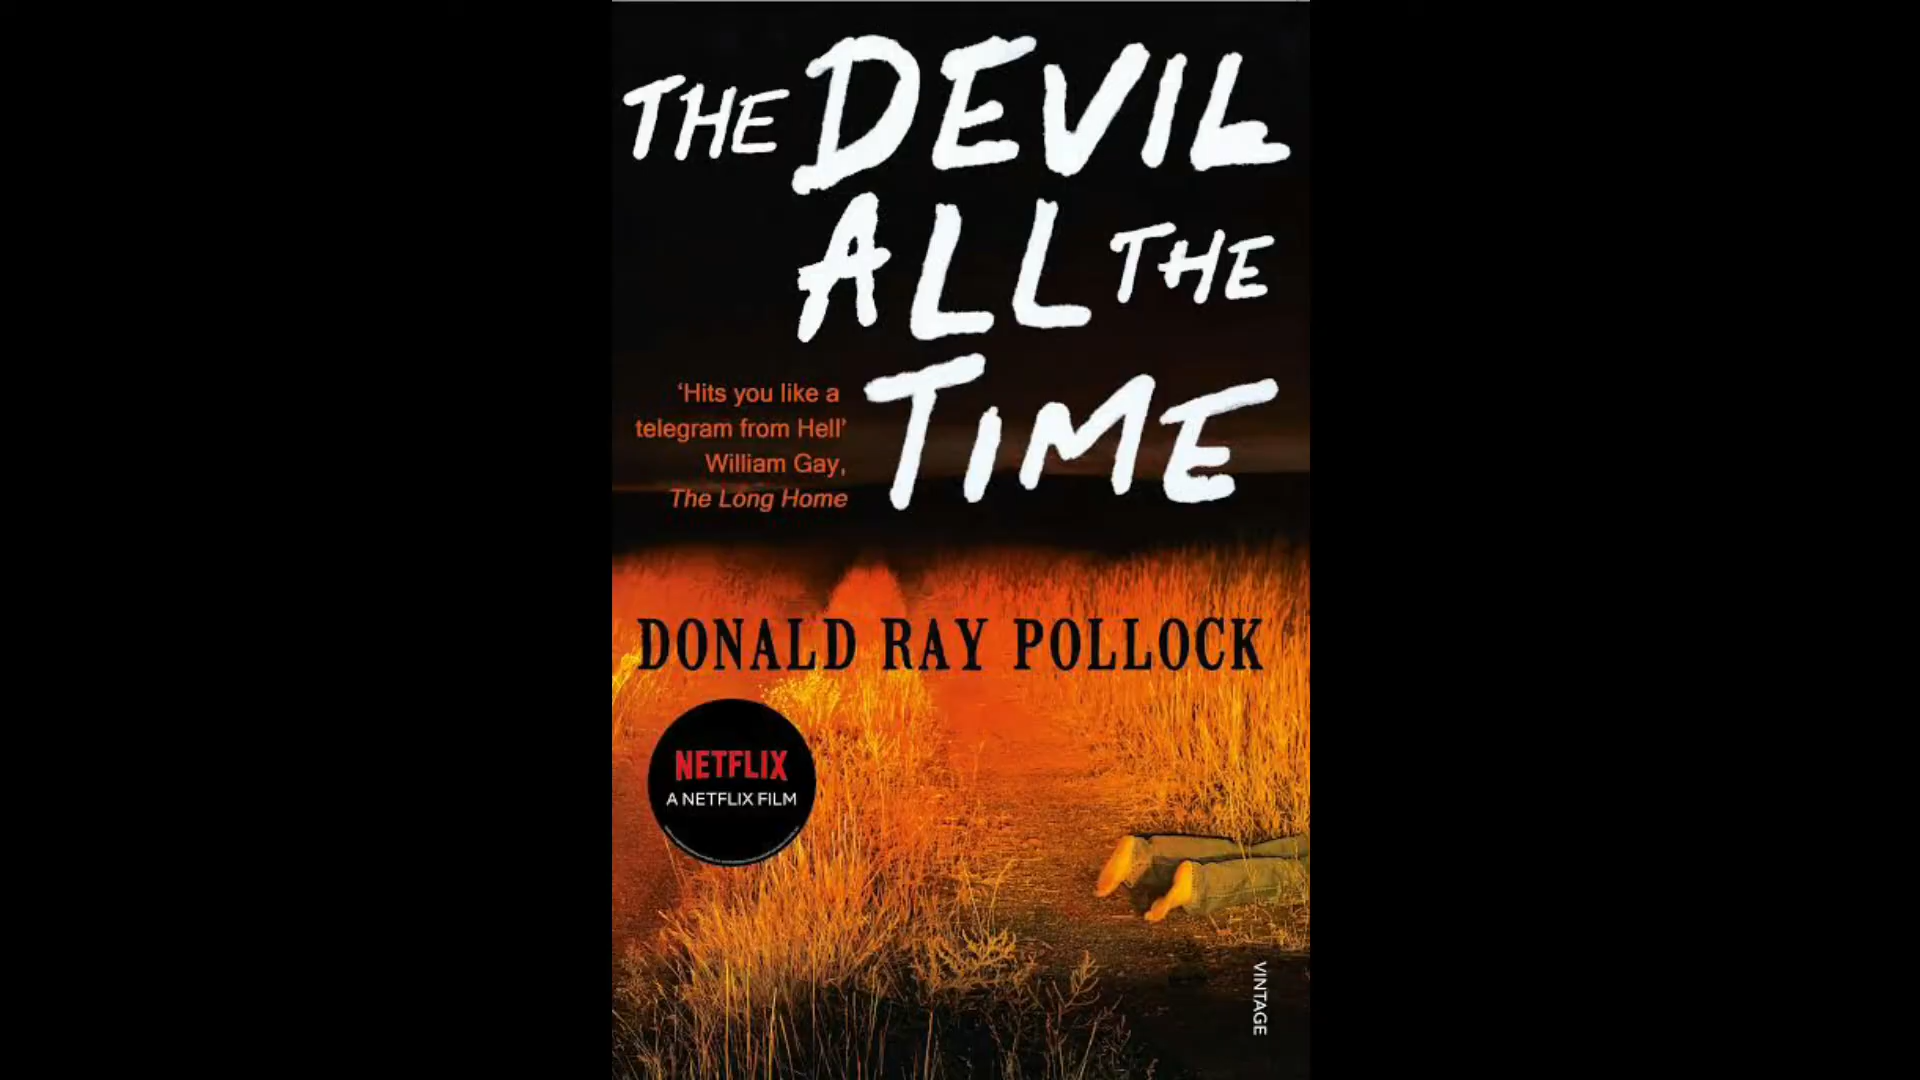 THE DEVIL
ALL THE
TIME
‘Hits you like a
telegram from Hell’
William Gay,
The Long Home
DONALD RAY POLLOCK
NETFLIX
A NETFLIX FILM
VINTAGE